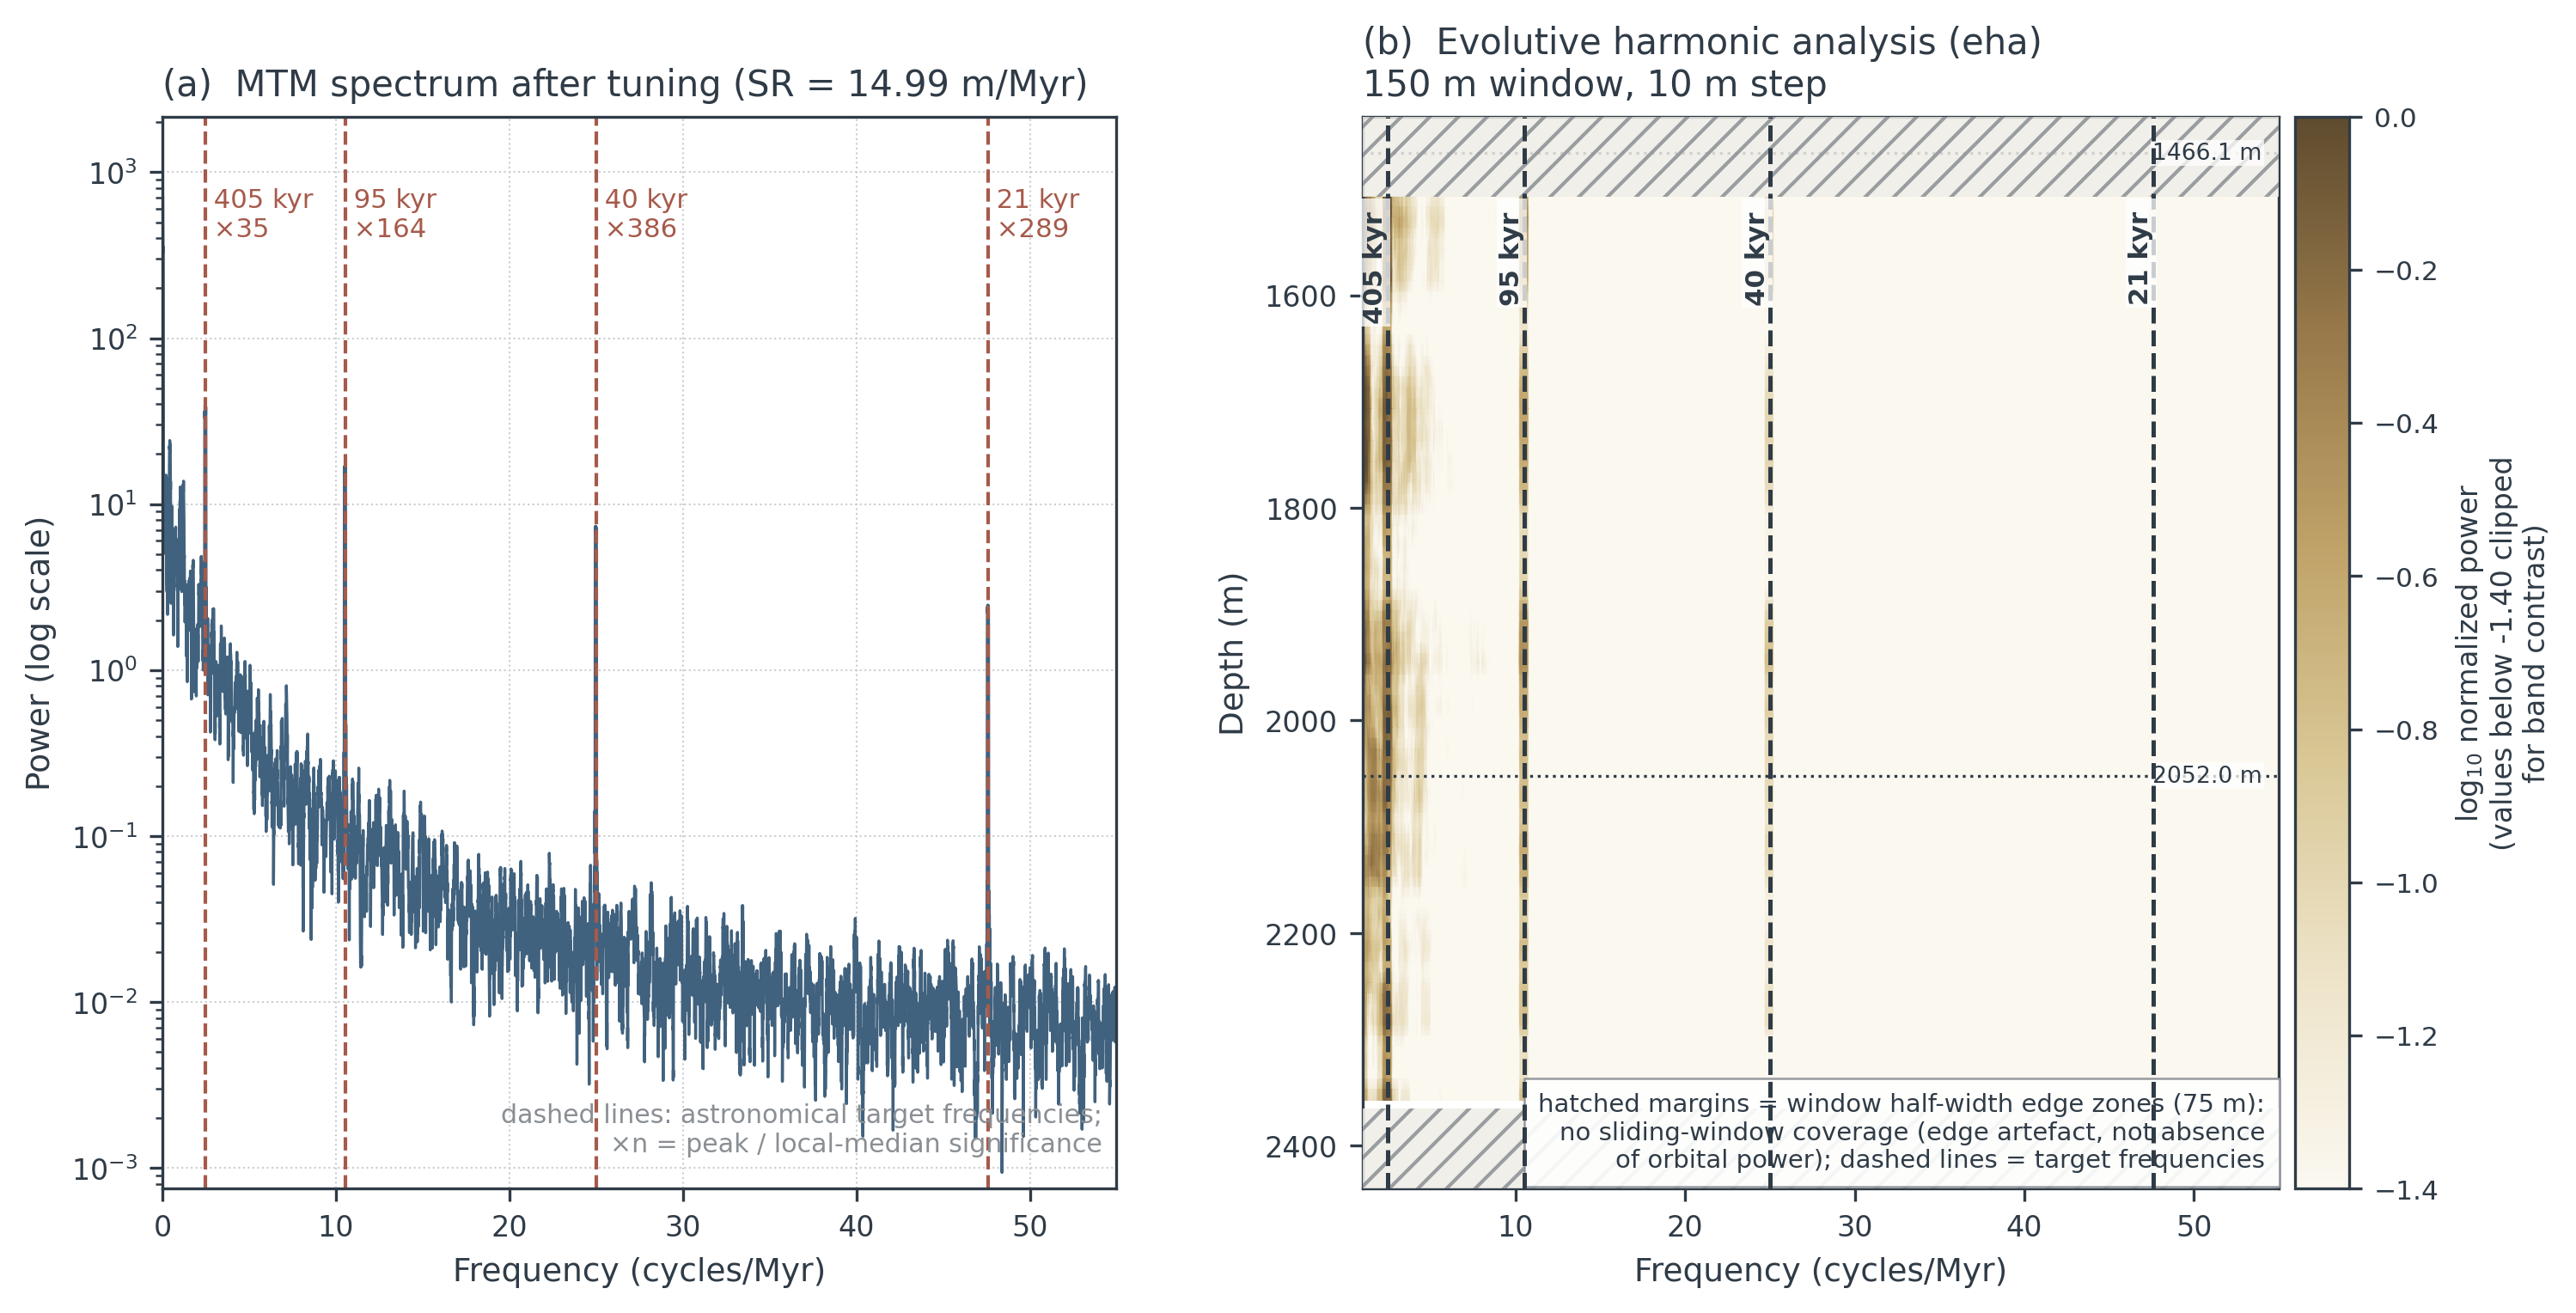 (a)  MTM spectrum after tuning (SR = 14.99 m/Myr)
10³
10²
10¹
10⁰
10⁻¹
10⁻²
10⁻³
Power (log scale)
405 kyr
×35
95 kyr
×164
40 kyr
×386
21 kyr
×289
dashed lines: astronomical target frequencies;
×n = peak / local-median significance
0
10
20
30
40
50
Frequency (cycles/Myr)
(b)  Evolutive harmonic analysis (eha)
150 m window, 10 m step
1600
1800
2000
2200
2400
Depth (m)
1466.1 m
405 kyr
95 kyr
40 kyr
21 kyr
2052.0 m
hatched margins = window half-width edge zones (75 m):
no sliding-window coverage (edge artefact, not absence
of orbital power); dashed lines = target frequencies
10
20
30
40
50
Frequency (cycles/Myr)
0.0
−0.2
−0.4
−0.6
−0.8
−1.0
−1.2
−1.4
log₁₀ normalized power
(values below -1.40 clipped
for band contrast)